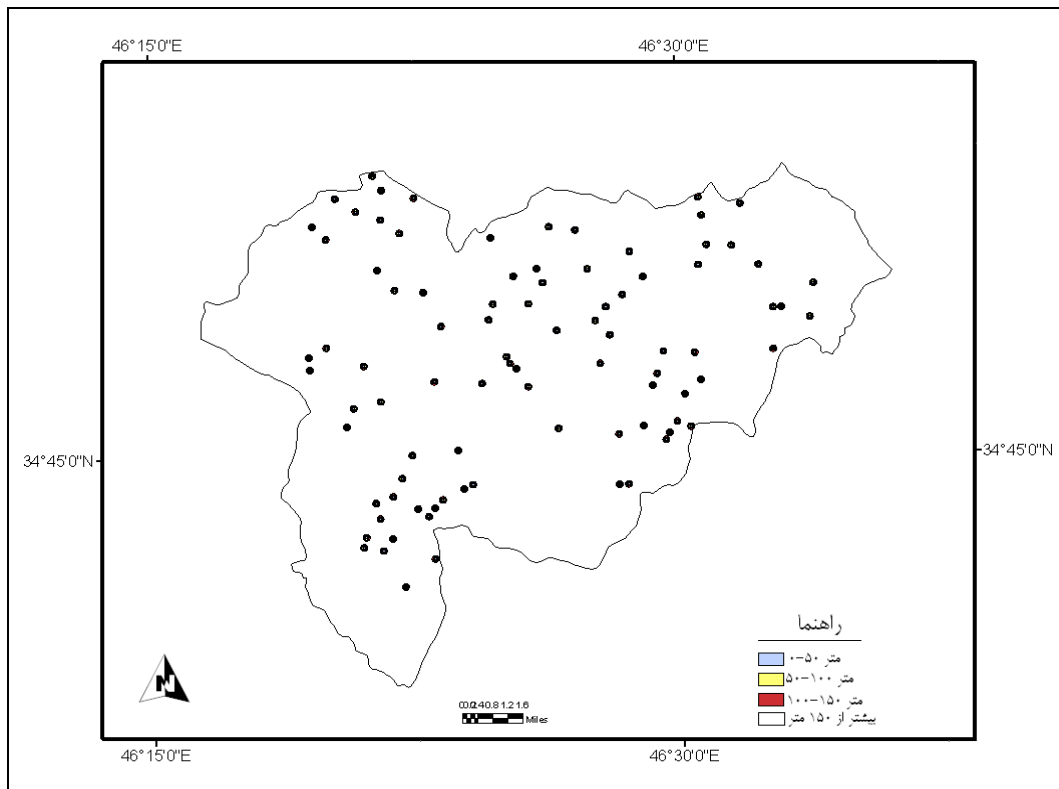 46°15'0"E 46°30'0"E
34°45'0"N 34°45'0"N
راهنما
۰-۵۰ متر
۵۰-۱۰۰ متر
۱۰۰-۱۵۰ متر
بیشتر از ۱۵۰ متر
N
Miles
46°15'0"E 46°30'0"E